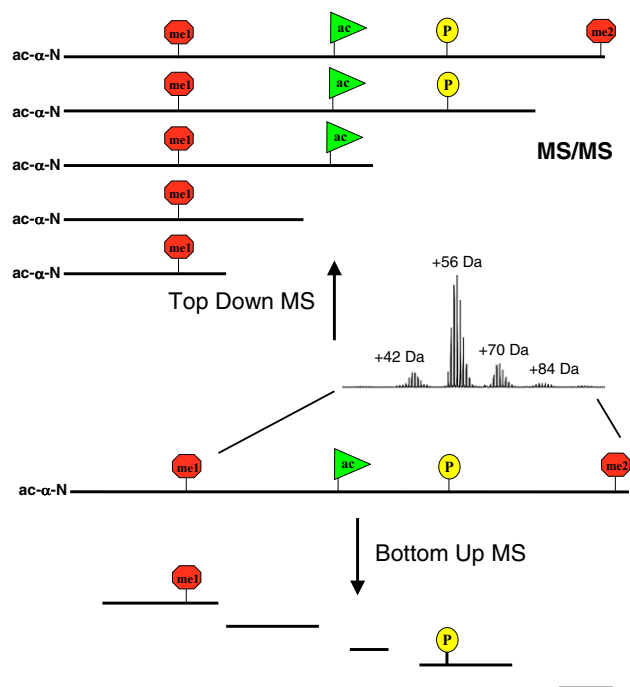 me1 ac P me2
ac-α-N
me1 ac P
ac-α-N
me1 ac
ac-α-N
MS/MS
me1
ac-α-N
me1
ac-α-N
+56 Da
Top Down MS
+42 Da
+70 Da
+84 Da
me1 ac P me2
ac-α-N
Bottom Up MS
me1
P